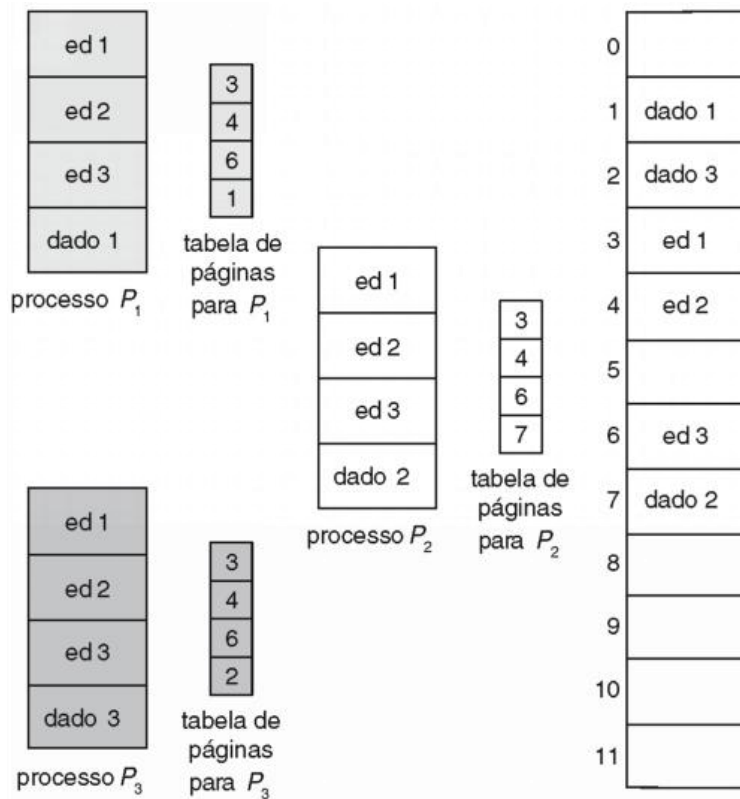 ed 1
ed 2
ed 3
dado 1
processo P1
3
4
6
1
tabela de
páginas
para P1
ed 1
ed 2
ed 3
dado 2
processo P2
3
4
6
7
tabela de
páginas
para P2
ed 1
ed 2
ed 3
dado 3
processo P3
3
4
6
2
tabela de
páginas
para P3
0
1 dado 1
2 dado 3
3 ed 1
4 ed 2
5
6 ed 3
7 dado 2
8
9
10
11